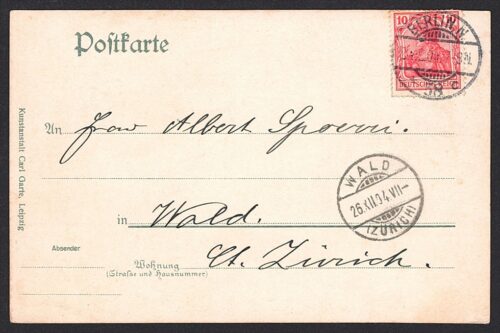 Postkarte
10
BERLIN.N.
DEUTSCHES REICH
58
An Frau Albert Spoerri.
WALD
26.XII.04.VII-
(ZÜRICH)
in Wald.
Ct. Zürich.
Absender
Wohnung
(Straße und Hausnummer)
Kunstanstalt Carl Garte, Leipzig